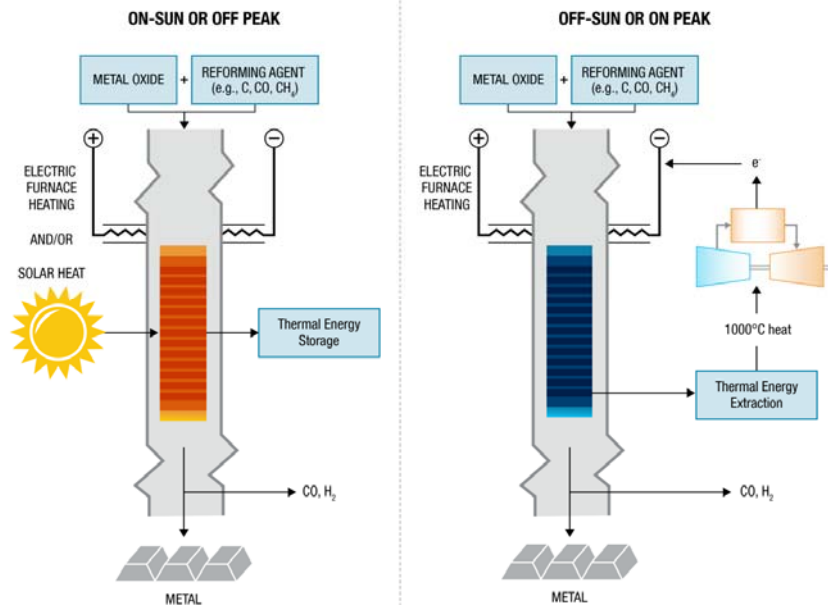 ON-SUN OR OFF PEAK
METAL OXIDE
+
REFORMING AGENT
(e.g., C, CO, CH₄)
+
−
ELECTRIC
FURNACE
HEATING
AND/OR
SOLAR HEAT
Thermal Energy
Storage
CO, H₂
METAL
OFF-SUN OR ON PEAK
METAL OXIDE
+
REFORMING AGENT
(e.g., C, CO, CH₄)
+
−
ELECTRIC
FURNACE
HEATING
e⁻
1000°C heat
Thermal Energy
Extraction
CO, H₂
METAL